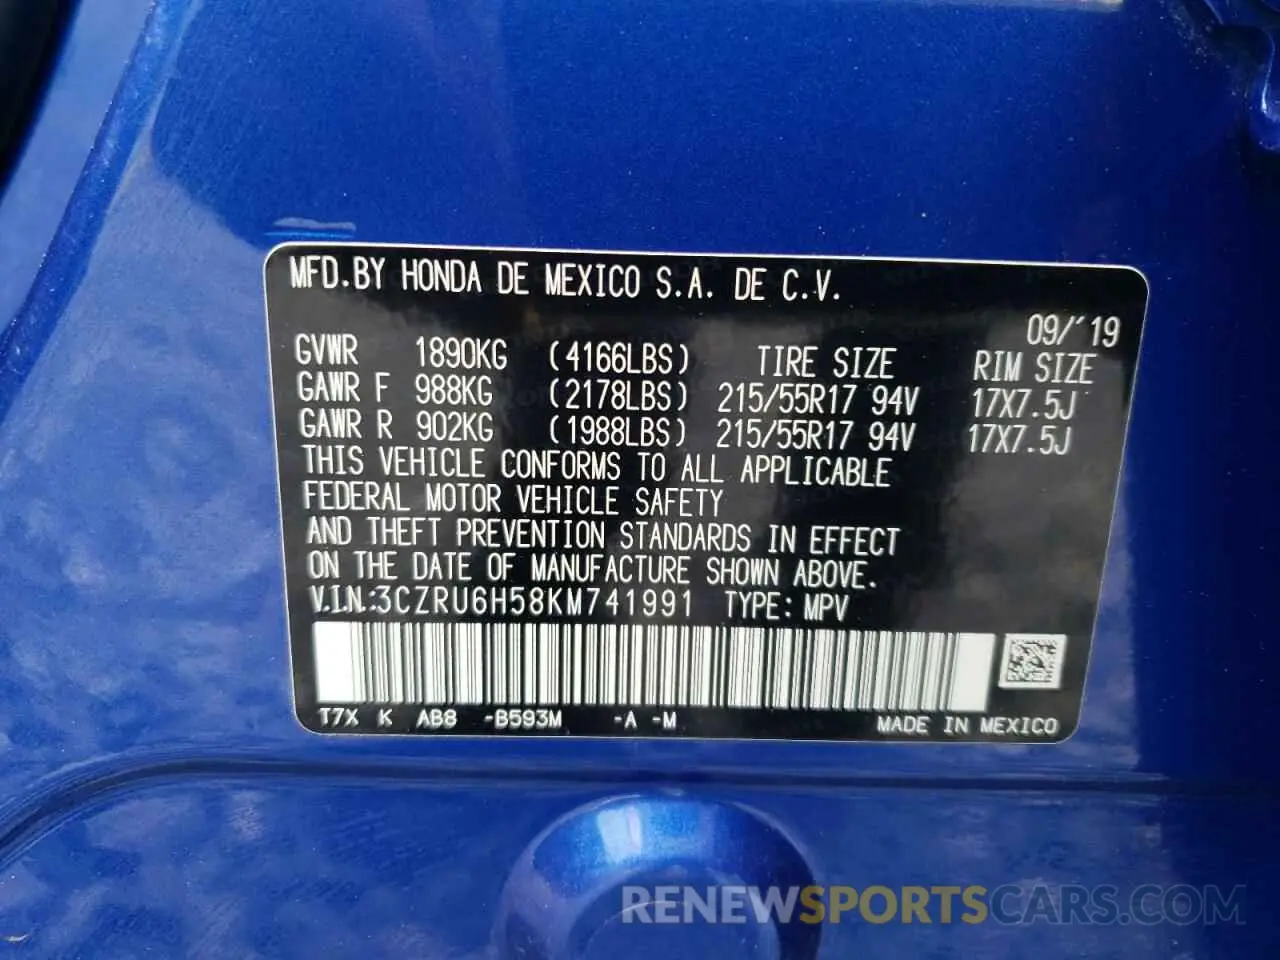 MFD.BY HONDA DE MEXICO S.A. DE C.V.
09/'19
GVWR 1890KG (4166LBS) TIRE SIZE RIM SIZE
GAWR F 988KG (2178LBS) 215/55R17 94V 17X7.5J
GAWR R 902KG (1988LBS) 215/55R17 94V 17X7.5J
THIS VEHICLE CONFORMS TO ALL APPLICABLE
FEDERAL MOTOR VEHICLE SAFETY
AND THEFT PREVENTION STANDARDS IN EFFECT
ON THE DATE OF MANUFACTURE SHOWN ABOVE.
V.I.N.:3CZRU6H58KM741991 TYPE: MPV
T7X K AB8 -B593M -A -M MADE IN MEXICO
RENEWSPORTSCARS.COM